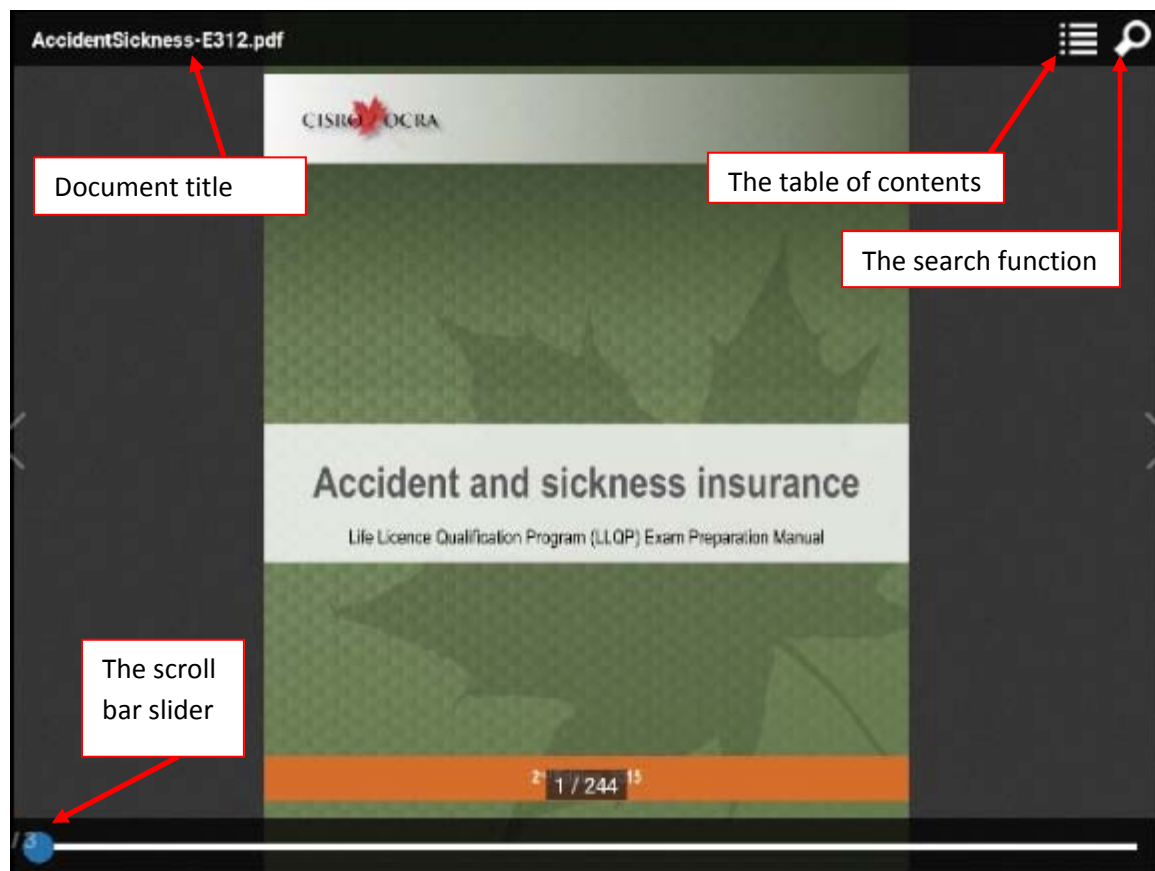 AccidentSickness-E312.pdf
CISRO OCRA
Document title
The table of contents
The search function
Accident and sickness insurance
Life Licence Qualification Program (LLQP) Exam Preparation Manual
The scroll
bar slider
1 / 244
/ 3